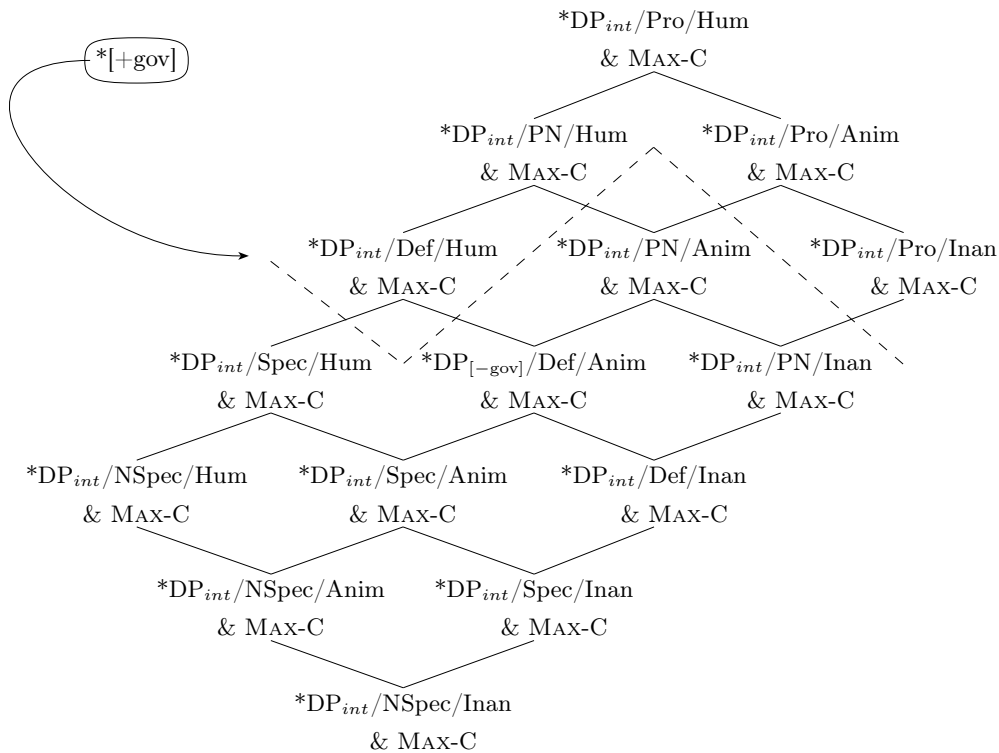 *DP_int/Pro/Hum
& MAX-C
*[+gov]
*DP_int/PN/Hum
& MAX-C
*DP_int/Pro/Anim
& MAX-C
*DP_int/Def/Hum
& MAX-C
*DP_int/PN/Anim
& MAX-C
*DP_int/Pro/Inan
& MAX-C
*DP_int/Spec/Hum
& MAX-C
*DP_[−gov]/Def/Anim
& MAX-C
*DP_int/PN/Inan
& MAX-C
*DP_int/NSpec/Hum
& MAX-C
*DP_int/Spec/Anim
& MAX-C
*DP_int/Def/Inan
& MAX-C
*DP_int/NSpec/Anim
& MAX-C
*DP_int/Spec/Inan
& MAX-C
*DP_int/NSpec/Inan
& MAX-C